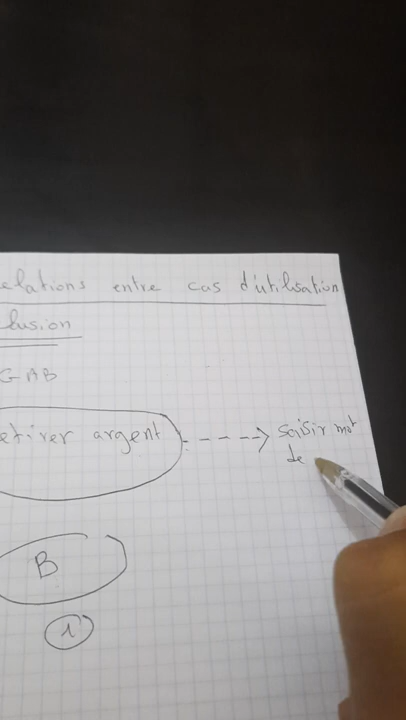 elations entre cas d'utilisation
lusion
GAB
etirer argent
saisir mot
de
B
1